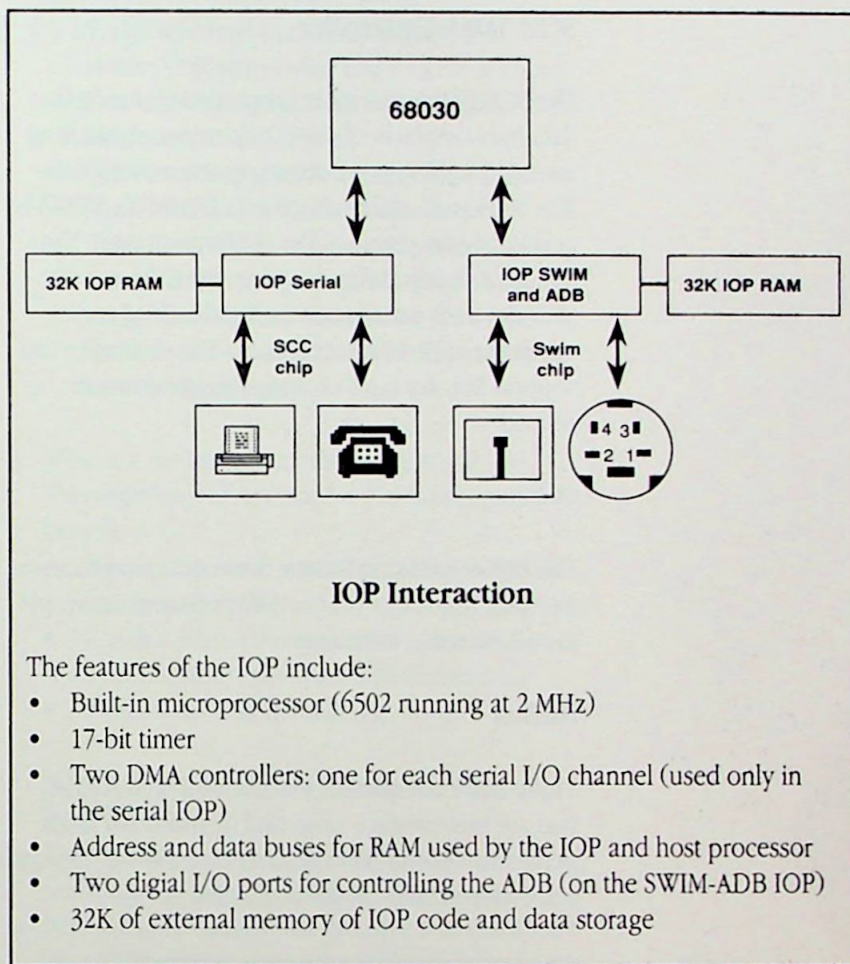 68030
32K IOP RAM
IOP Serial
IOP SWIM
and ADB
32K IOP RAM
SCC
chip
Swim
chip
4 3
2 1
IOP Interaction
The features of the IOP include:
• Built-in microprocessor (6502 running at 2 MHz)
• 17-bit timer
• Two DMA controllers: one for each serial I/O channel (used only in
the serial IOP)
• Address and data buses for RAM used by the IOP and host processor
• Two digial I/O ports for controlling the ADB (on the SWIM-ADB IOP)
• 32K of external memory of IOP code and data storage